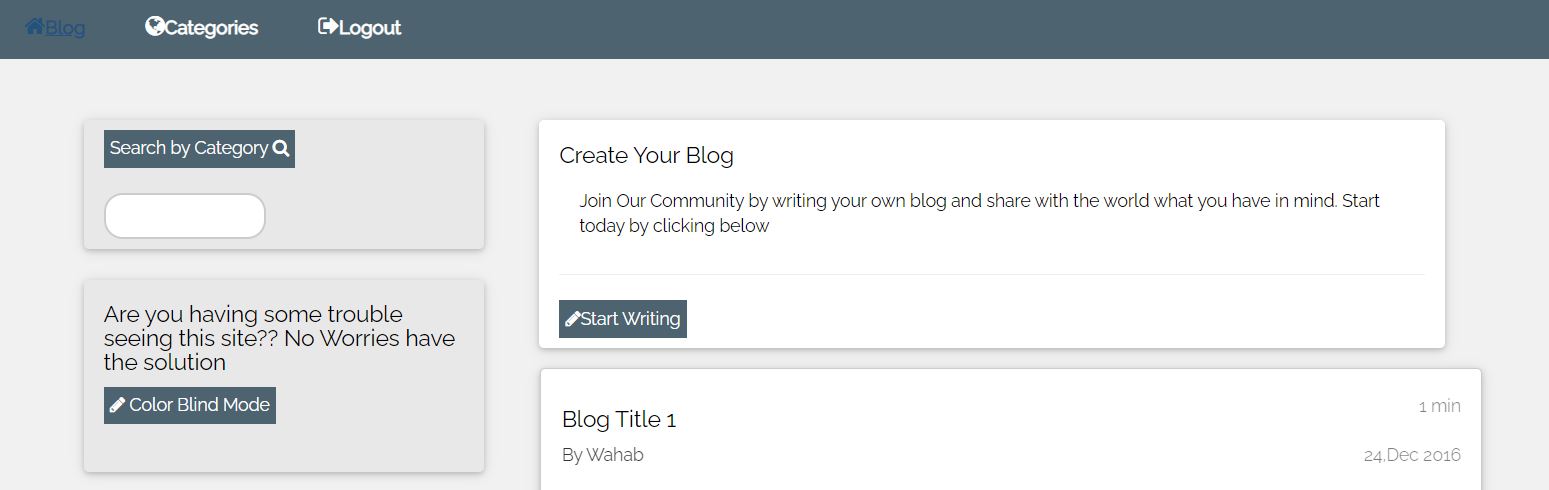 Blog Categories Logout
Search by Category
Are you having some trouble
seeing this site?? No Worries have
the solution
Color Blind Mode
Create Your Blog
Join Our Community by writing your own blog and share with the world what you have in mind. Start
today by clicking below
Start Writing
Blog Title 1
1 min
By Wahab
24,Dec 2016